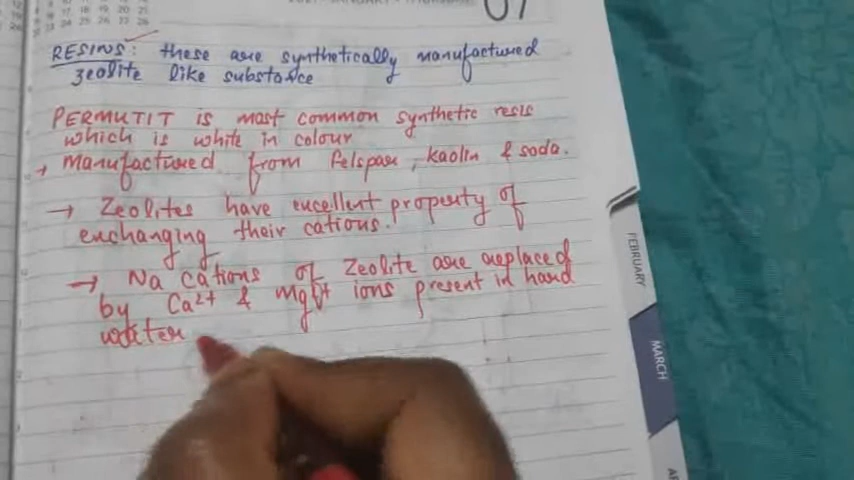 07
RESINS: these are synthetically manufactured
zeolite like substance
PERMUTIT is most common synthetic resis
which is white in colour
→ manufactured from Felspar, kaolin & soda.
→ Zeolites have excellent property of
exchanging their cations.
→ Na cations of Zeolite are replaced
by Ca²⁺ & mg²⁺ ions present in hard
water
FEBRUARY
MARCH